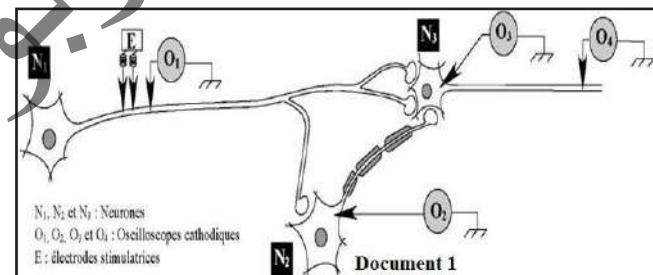 N₃
O₃
O₄
E
O₁
N₁
O₂
N₁, N₂ et N₃ : Neurones
O₁, O₂, O₃ et O₄ : Oscilloscopes cathodiques
E : électrodes stimulatrices
N₂
Document 1